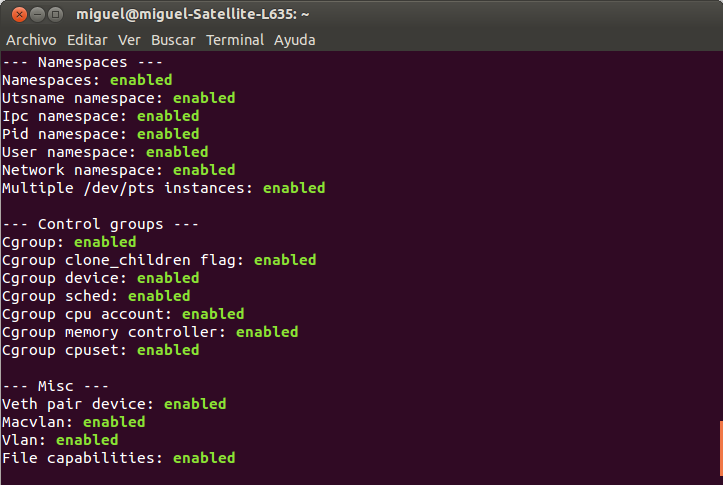 miguel@miguel-Satellite-L635: ~
Archivo Editar Ver Buscar Terminal Ayuda
--- Namespaces ---
Namespaces: enabled
Utsname namespace: enabled
Ipc namespace: enabled
Pid namespace: enabled
User namespace: enabled
Network namespace: enabled
Multiple /dev/pts instances: enabled
--- Control groups ---
Cgroup: enabled
Cgroup clone_children flag: enabled
Cgroup device: enabled
Cgroup sched: enabled
Cgroup cpu account: enabled
Cgroup memory controller: enabled
Cgroup cpuset: enabled
--- Misc ---
Veth pair device: enabled
Macvlan: enabled
Vlan: enabled
File capabilities: enabled